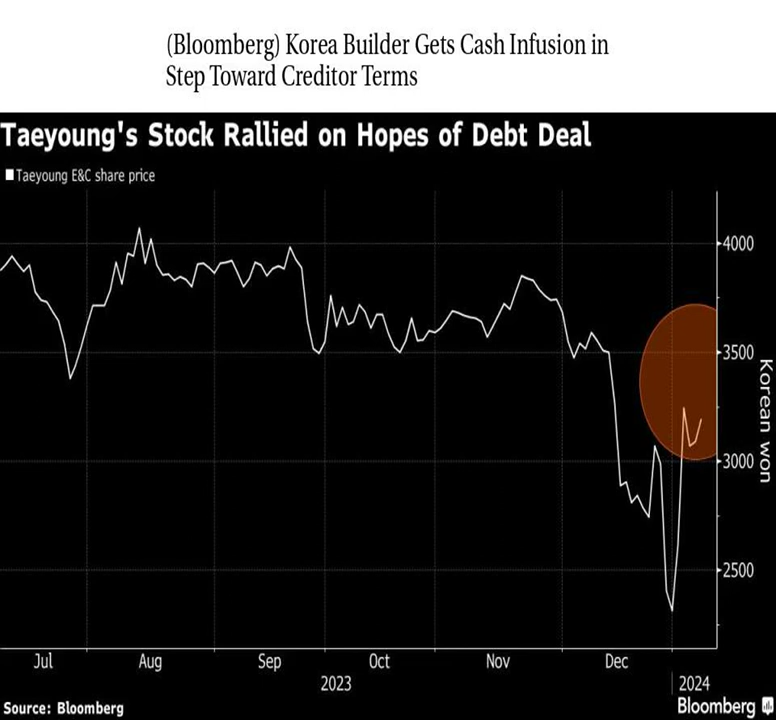 (Bloomberg) Korea Builder Gets Cash Infusion in
Step Toward Creditor Terms
Taeyoung's Stock Rallied on Hopes of Debt Deal
Taeyoung E&C share price
4000
3500
3000
2500
Korean won
Jul Aug Sep Oct Nov Dec
2023 2024
Source: Bloomberg
Bloomberg